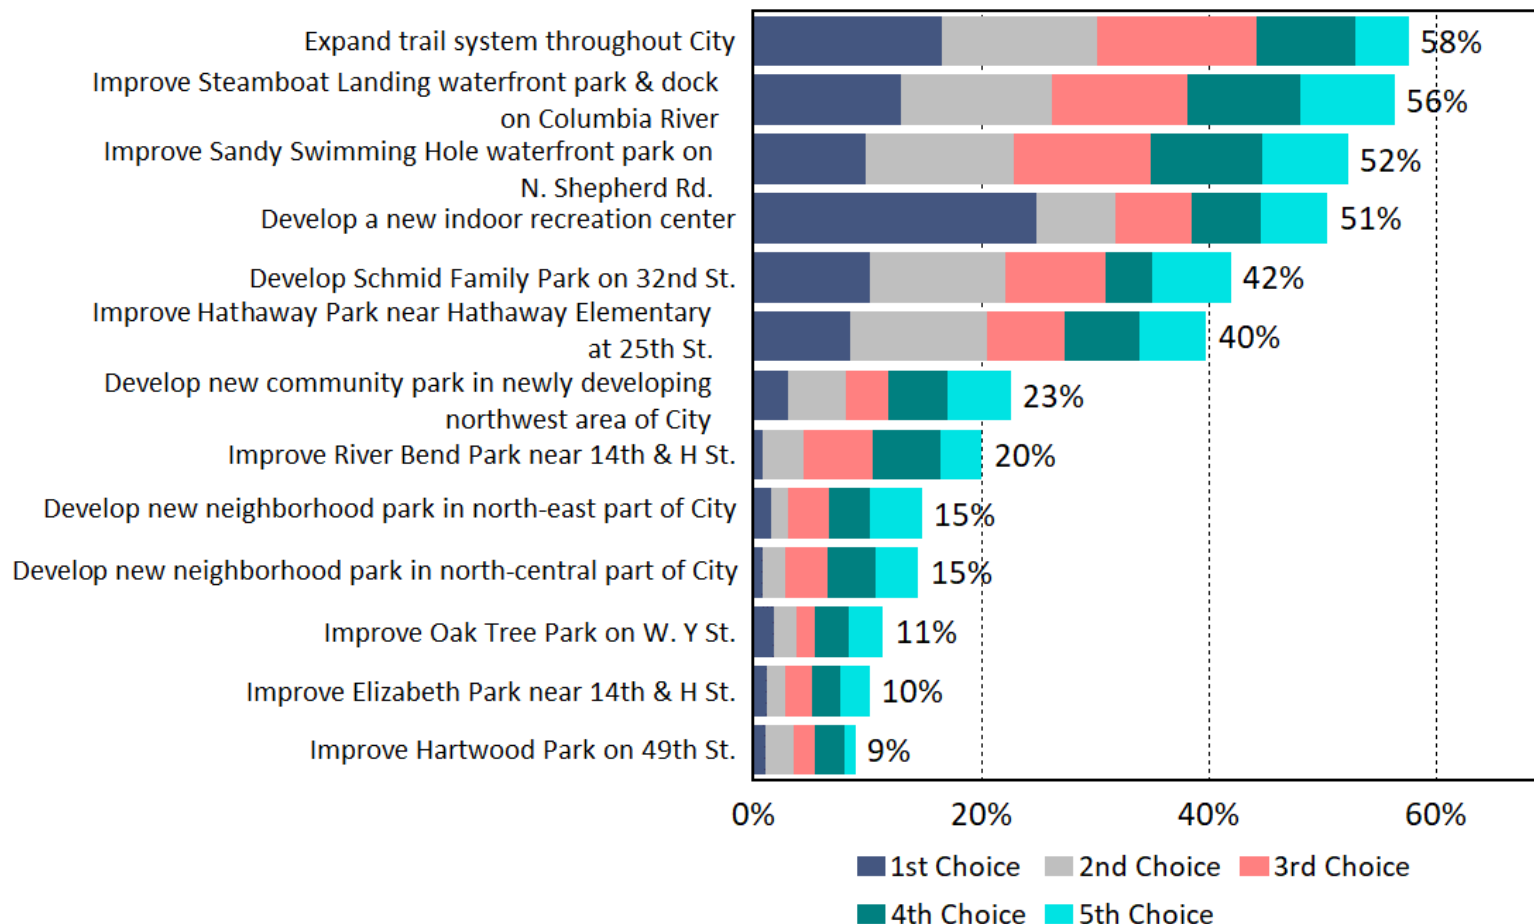 Expand trail system throughout City
58%
Improve Steamboat Landing waterfront park & dock
on Columbia River
56%
Improve Sandy Swimming Hole waterfront park on
N. Shepherd Rd.
52%
Develop a new indoor recreation center
51%
Develop Schmid Family Park on 32nd St.
42%
Improve Hathaway Park near Hathaway Elementary
at 25th St.
40%
Develop new community park in newly developing
northwest area of City
23%
Improve River Bend Park near 14th & H St.
20%
Develop new neighborhood park in north-east part of City
15%
Develop new neighborhood park in north-central part of City
15%
Improve Oak Tree Park on W. Y St.
11%
Improve Elizabeth Park near 14th & H St.
10%
Improve Hartwood Park on 49th St.
9%
0% 20% 40% 60%
1st Choice 2nd Choice 3rd Choice
4th Choice 5th Choice